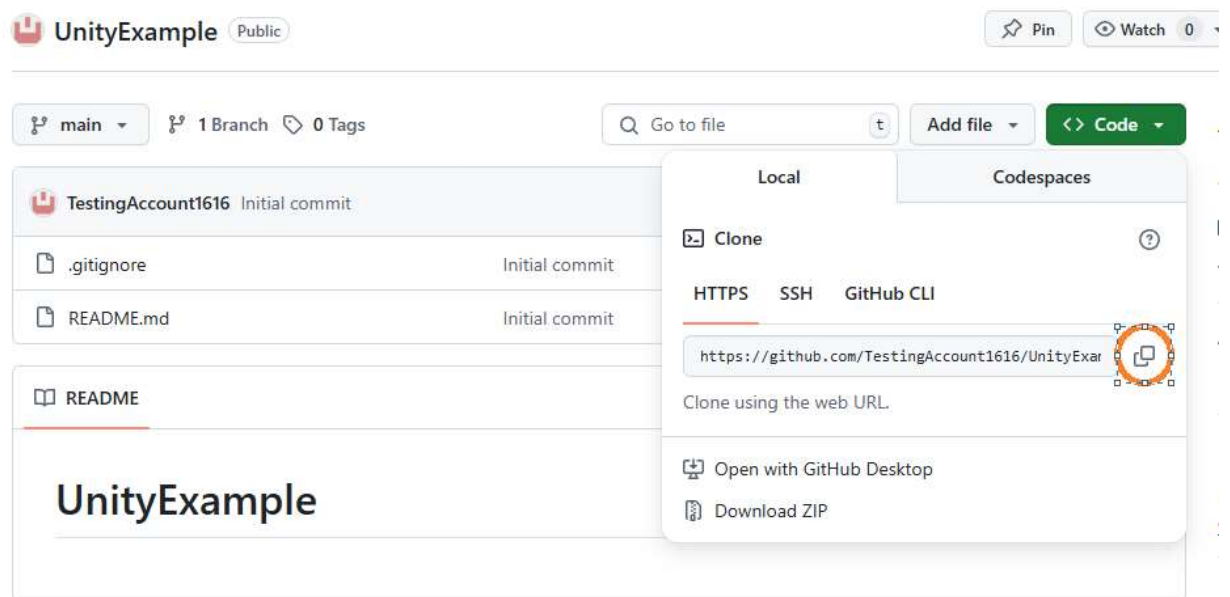 UnityExample Public Pin Watch 0
main 1 Branch 0 Tags Go to file t Add file <> Code
TestingAccount1616 Initial commit
.gitignore Initial commit
README.md Initial commit
README
UnityExample
Local Codespaces
Clone
HTTPS SSH GitHub CLI
https://github.com/TestingAccount1616/UnityExam
Clone using the web URL.
Open with GitHub Desktop
Download ZIP